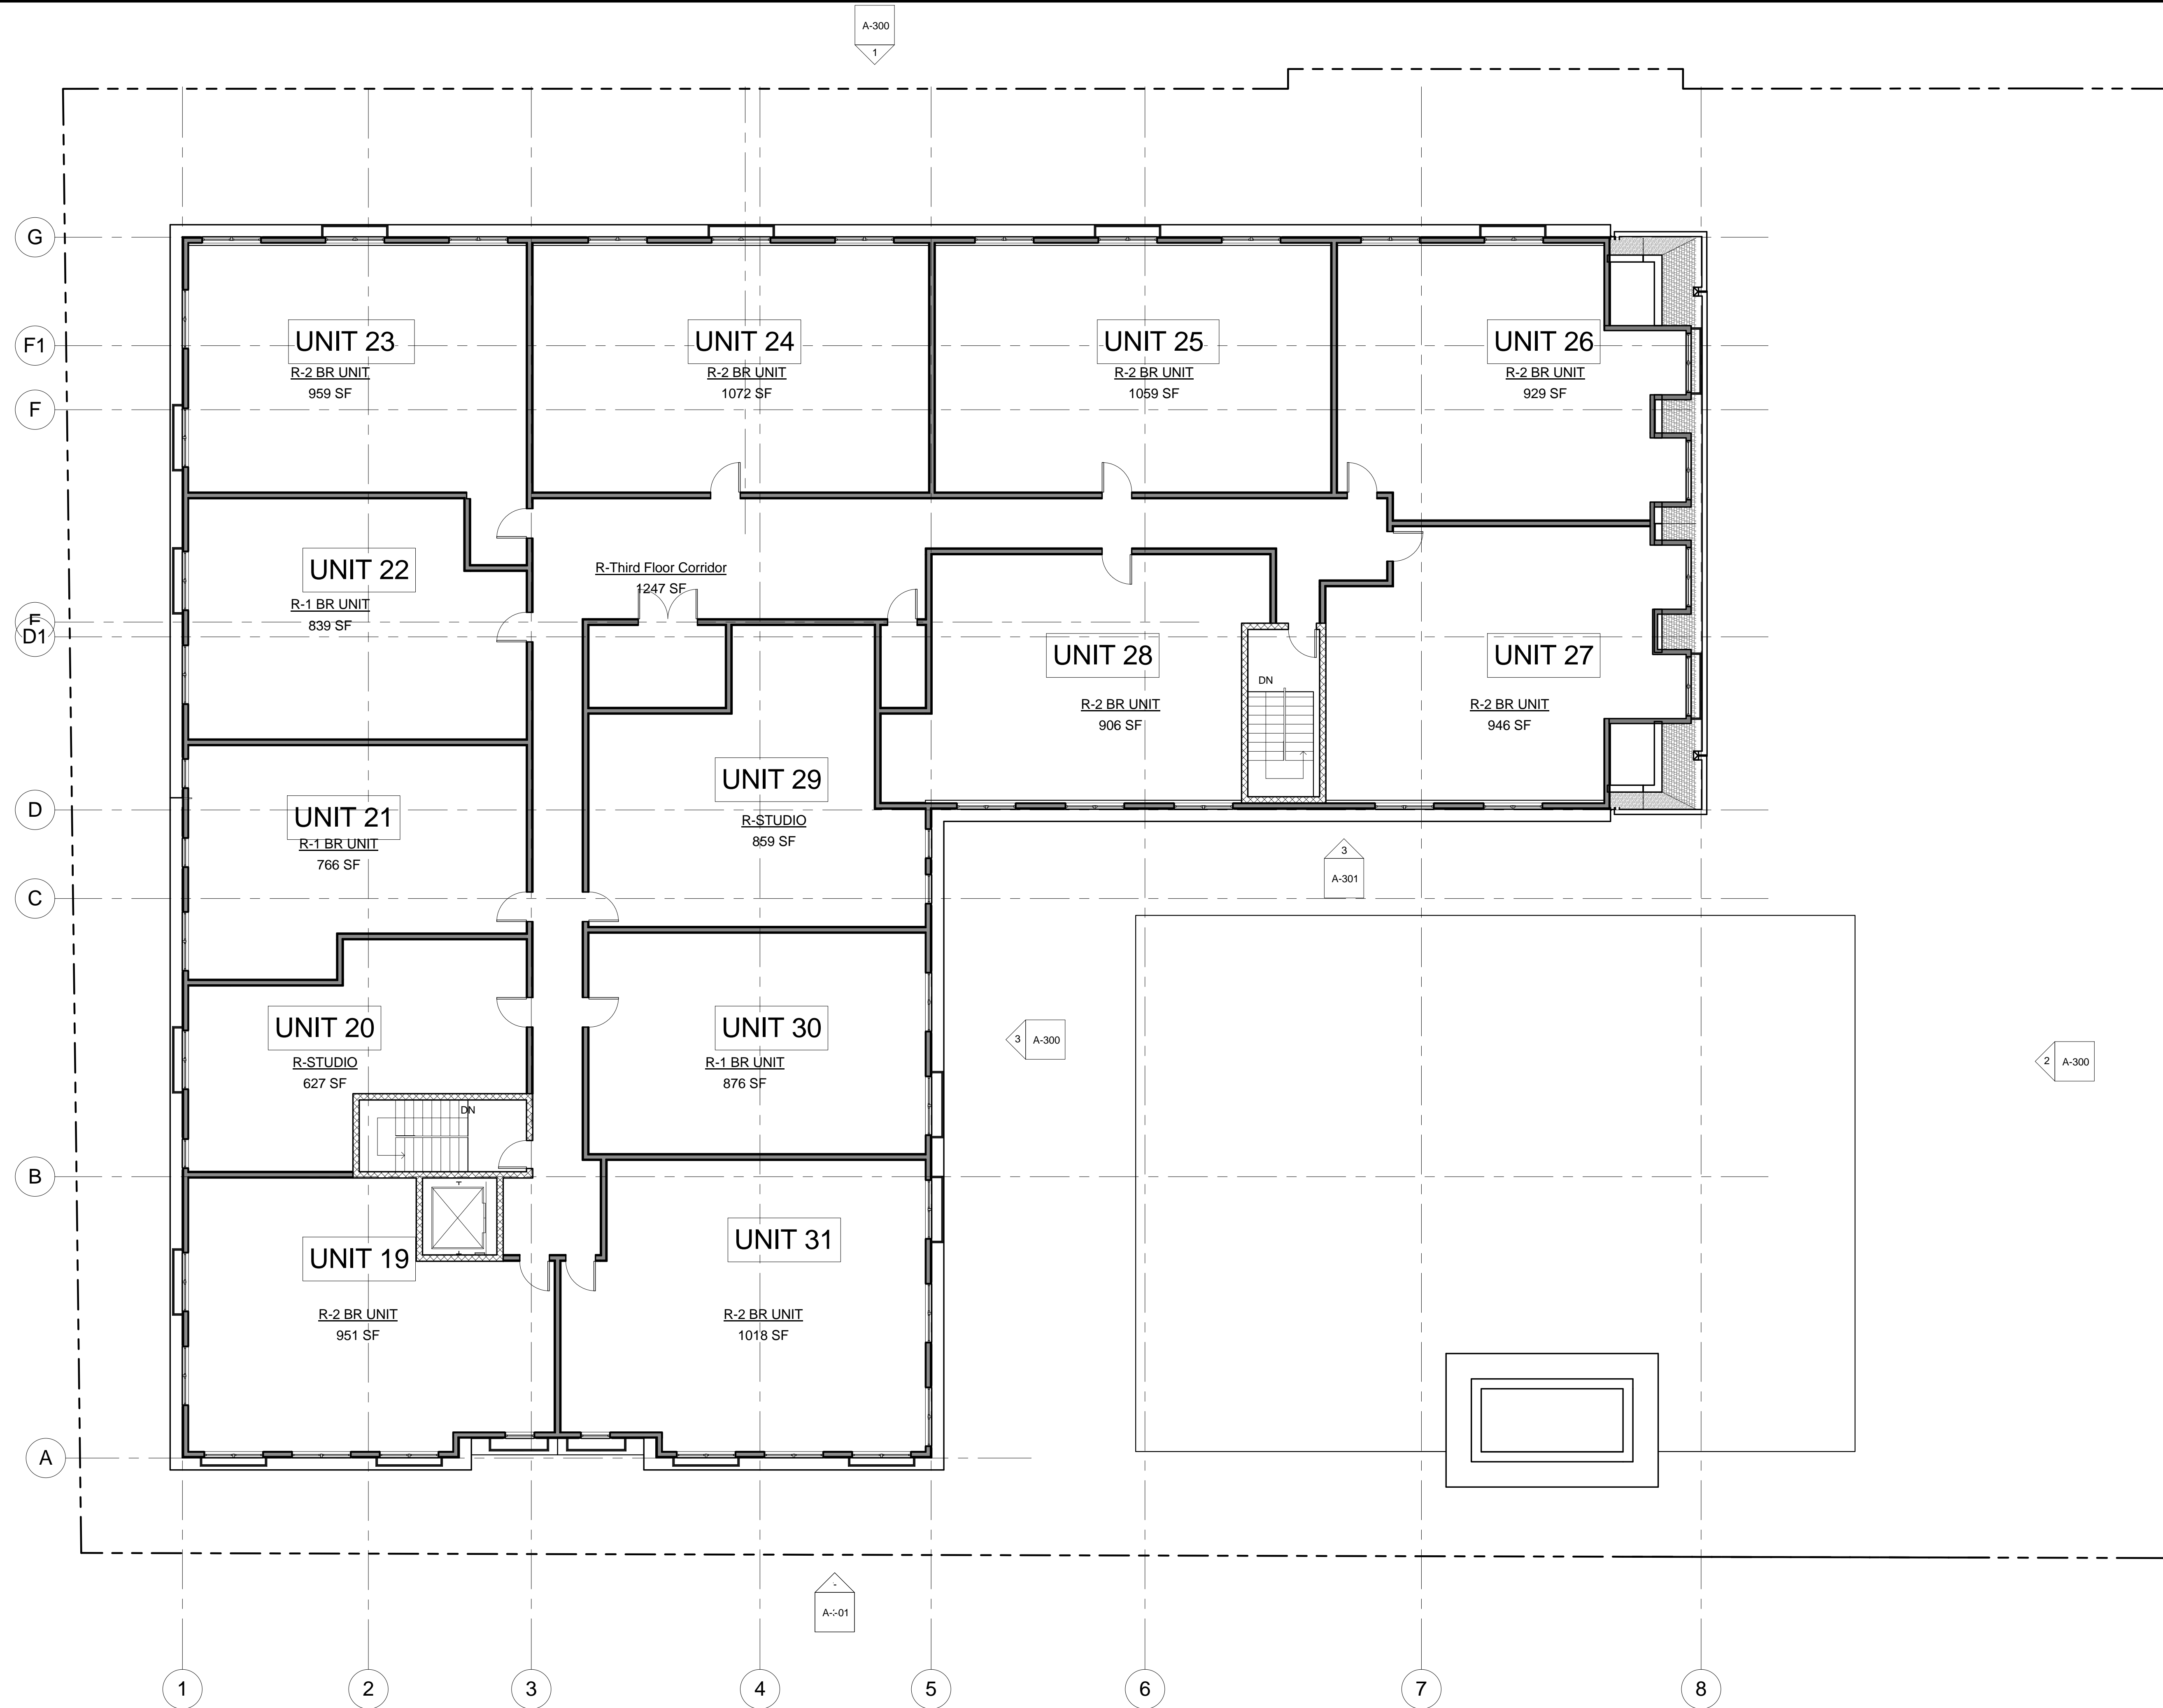 A-300
1
G
F1
F
E
D1
D
C
B
A
UNIT 23
R-2 BR UNIT
959 SF
UNIT 24
R-2 BR UNIT
1072 SF
UNIT 25
R-2 BR UNIT
1059 SF
UNIT 26
R-2 BR UNIT
929 SF
UNIT 22
R-1 BR UNIT
839 SF
R-Third Floor Corridor
1247 SF
UNIT 28
R-2 BR UNIT
906 SF
DN
UNIT 27
R-2 BR UNIT
946 SF
UNIT 21
R-1 BR UNIT
766 SF
UNIT 29
R-STUDIO
859 SF
3
A-301
UNIT 20
R-STUDIO
627 SF
DN
UNIT 30
R-1 BR UNIT
876 SF
3
A-300
2
A-300
UNIT 19
R-2 BR UNIT
951 SF
UNIT 31
R-2 BR UNIT
1018 SF
1
2
3
4
5
6
7
8